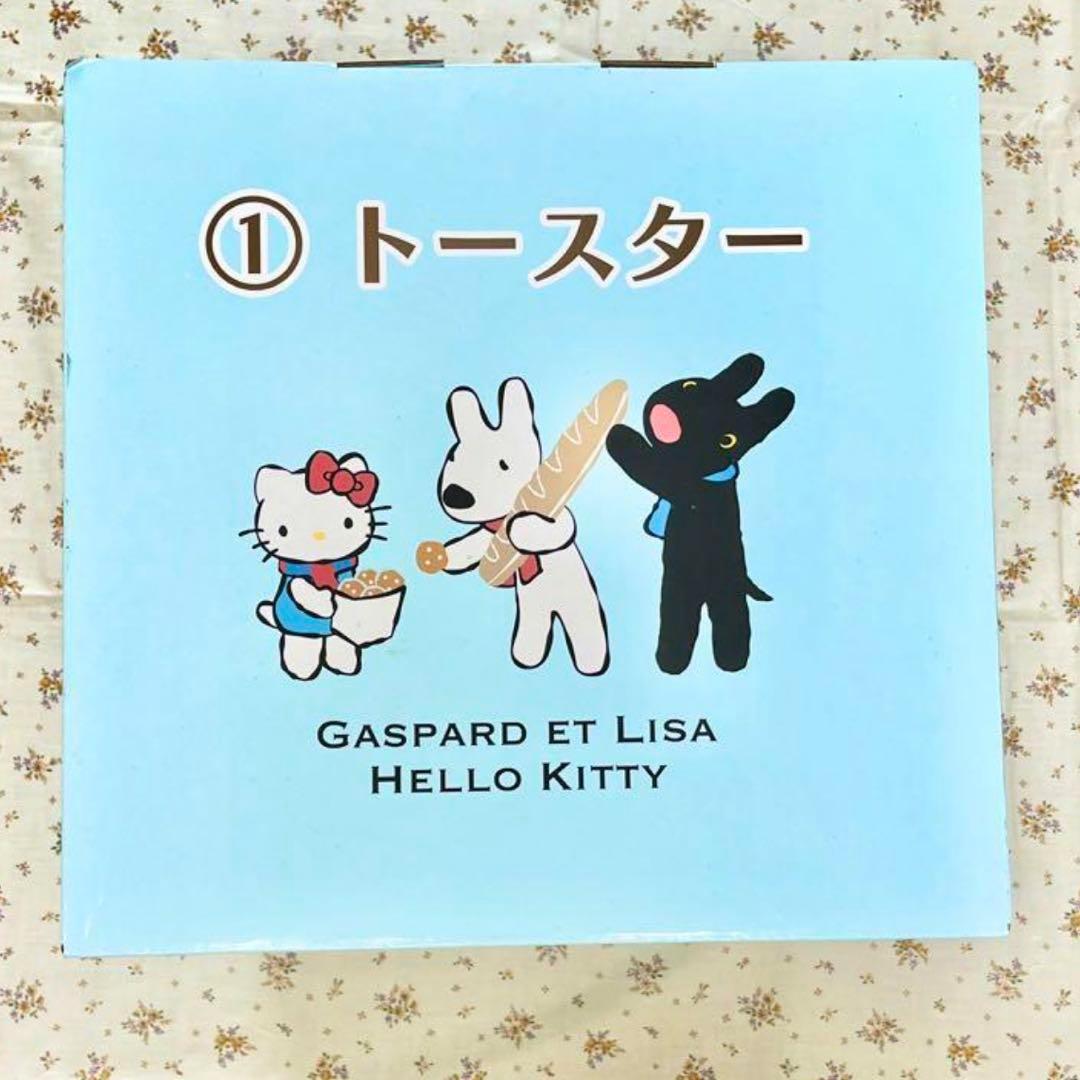 ① トースター
GASPARD ET LISA
HELLO KITTY